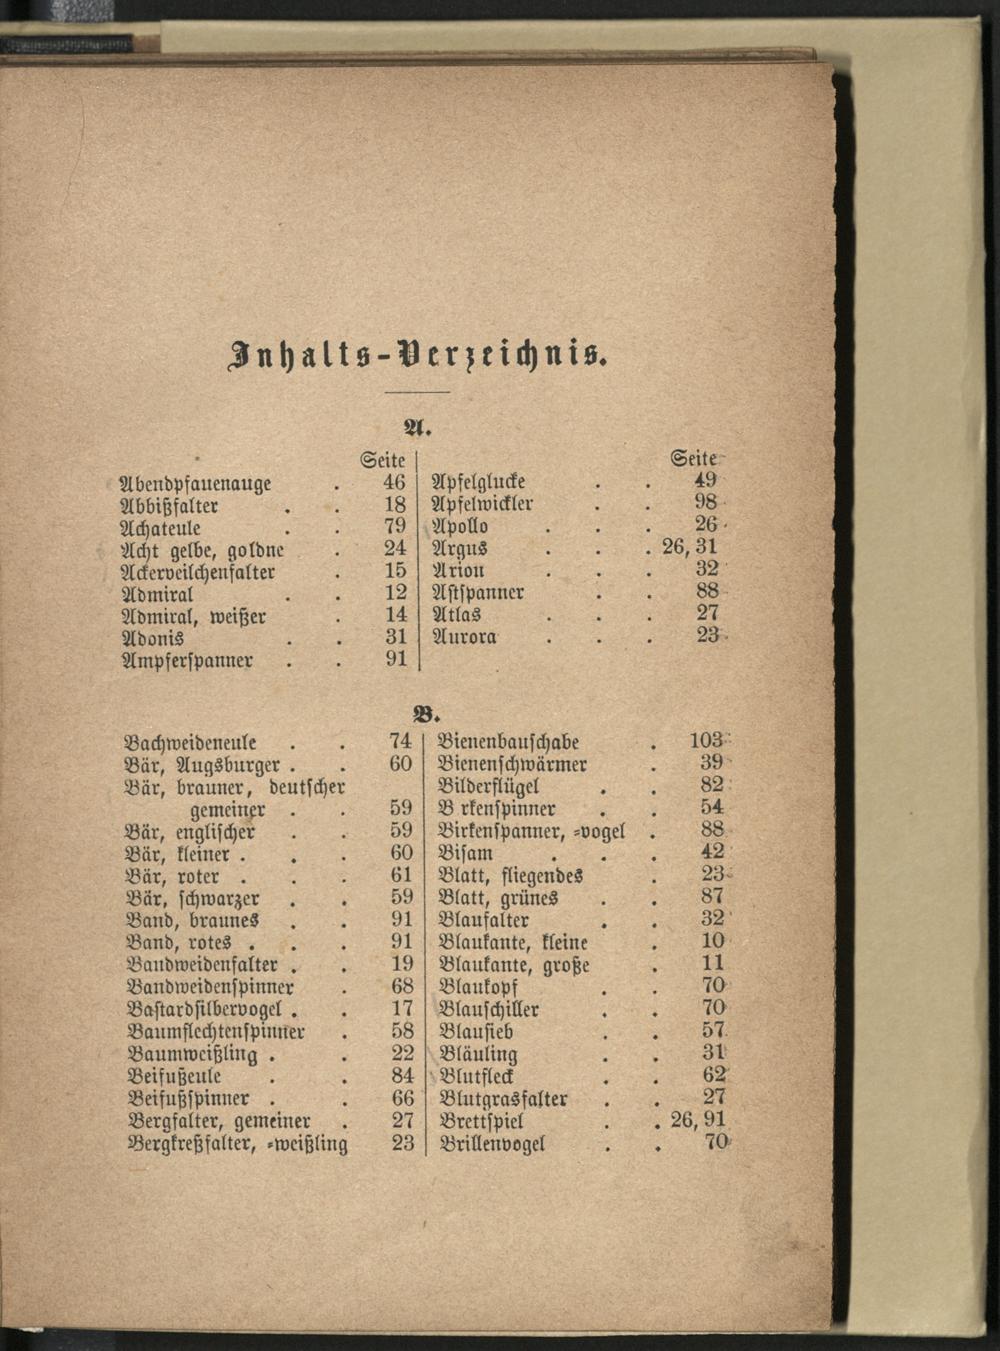 Inhalts-Verzeichnis.
A.
Seite
Abendpfauenauge . 46
Abbißfalter . . 18
Achateule . . 79
Acht gelbe, goldne . 24
Ackerveilchenfalter . 15
Admiral . . 12
Admiral, weißer . 14
Adonis . . 31
Ampferspanner . . 91
Seite
Apfelglucke . . 49
Apfelwickler . . 98
Apollo . . . 26
Argus . . . 26, 31
Arion . . . 32
Astspanner . . 88
Atlas . . . 27
Aurora . . . 23
B.
Bachweideneule . . 74
Bär, Augsburger . . 60
Bär, brauner, deutscher
gemeiner . . 59
Bär, englischer . . 59
Bär, kleiner . . . 60
Bär, roter . . . 61
Bär, schwarzer . . 59
Band, braunes . . 91
Band, rotes . . . 91
Bandweidenfalter . . 19
Bandweidenspinner . 68
Bastardsilbervogel . . 17
Baumflechtenspinner . 58
Baumweißling . . 22
Beifußeule . . 84
Beifußspinner . . 66
Bergfalter, gemeiner . 27
Bergkreßfalter, =weißling 23
Bienenbauschabe . 103
Bienenschwärmer . 39
Bilderflügel . . 82
B rkenspinner . . 54
Birkenspanner, =vogel . 88
Bisam . . . 42
Blatt, fliegendes . 23
Blatt, grünes . . 87
Blaufalter . . 32
Blaukante, kleine . 10
Blaukante, große . 11
Blaukopf . . 70
Blauschiller . . 70
Blausieb . . 57
Bläuling . . 31
Blutfleck . . 62
Blutgrasfalter . . 27
Brettspiel . . 26, 91
Brillenvogel . . 70